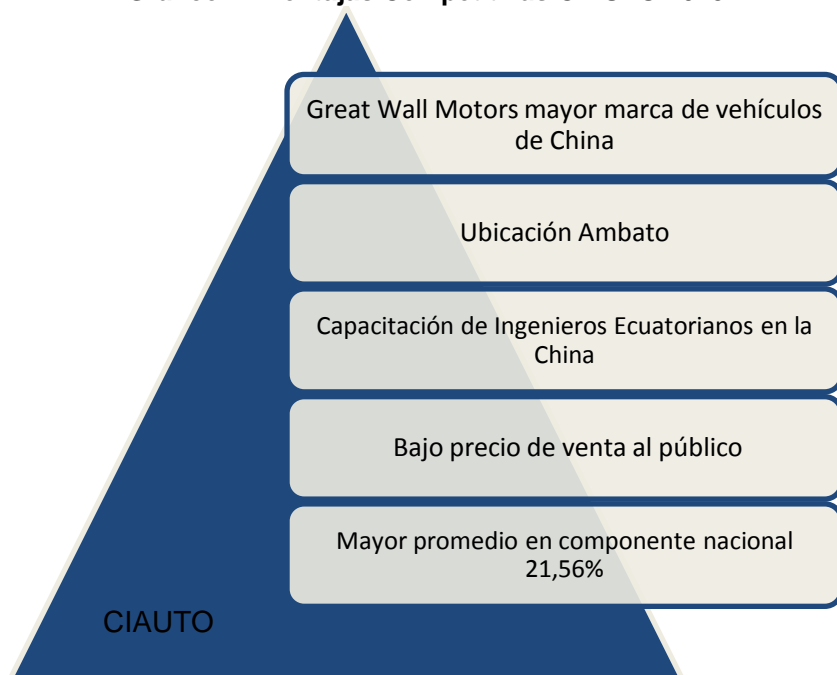 Great Wall Motors mayor marca de vehículos
de China
Ubicación Ambato
Capacitación de Ingenieros Ecuatorianos en la
China
Bajo precio de venta al público
Mayor promedio en componente nacional
21,56%
CIAUTO